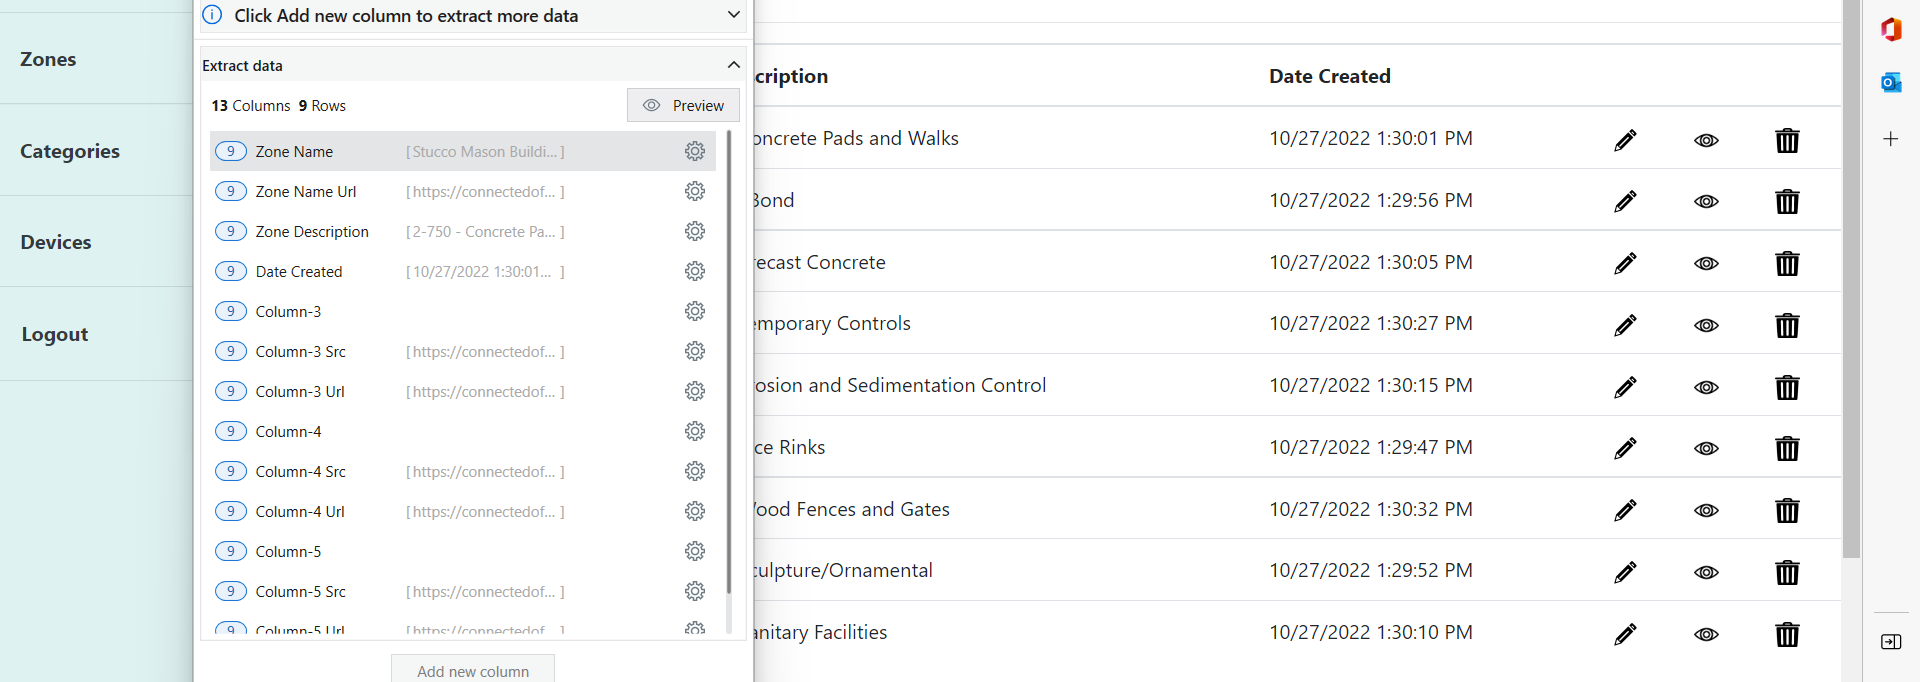 Zones
Categories
Devices
Logout
Click Add new column to extract more data
Extract data
13 Columns 9 Rows
Preview
9 Zone Name [Stucco Mason Buildi... ]
9 Zone Name Url [https://connectedof... ]
9 Zone Description [2-750 - Concrete Pa... ]
9 Date Created [10/27/2022 1:30:01... ]
9 Column-3
9 Column-3 Src [https://connectedof... ]
9 Column-3 Url [https://connectedof... ]
9 Column-4
9 Column-4 Src [https://connectedof... ]
9 Column-4 Url [https://connectedof... ]
9 Column-5
9 Column-5 Src [https://connectedof... ]
9 Column-5 Url [https://connectedof... ]
Add new column
cription Date Created
oncrete Pads and Walks 10/27/2022 1:30:01 PM
Bond 10/27/2022 1:29:56 PM
recast Concrete 10/27/2022 1:30:05 PM
emporary Controls 10/27/2022 1:30:27 PM
rosion and Sedimentation Control 10/27/2022 1:30:15 PM
ce Rinks 10/27/2022 1:29:47 PM
ood Fences and Gates 10/27/2022 1:30:32 PM
culpture/Ornamental 10/27/2022 1:29:52 PM
anitary Facilities 10/27/2022 1:30:10 PM